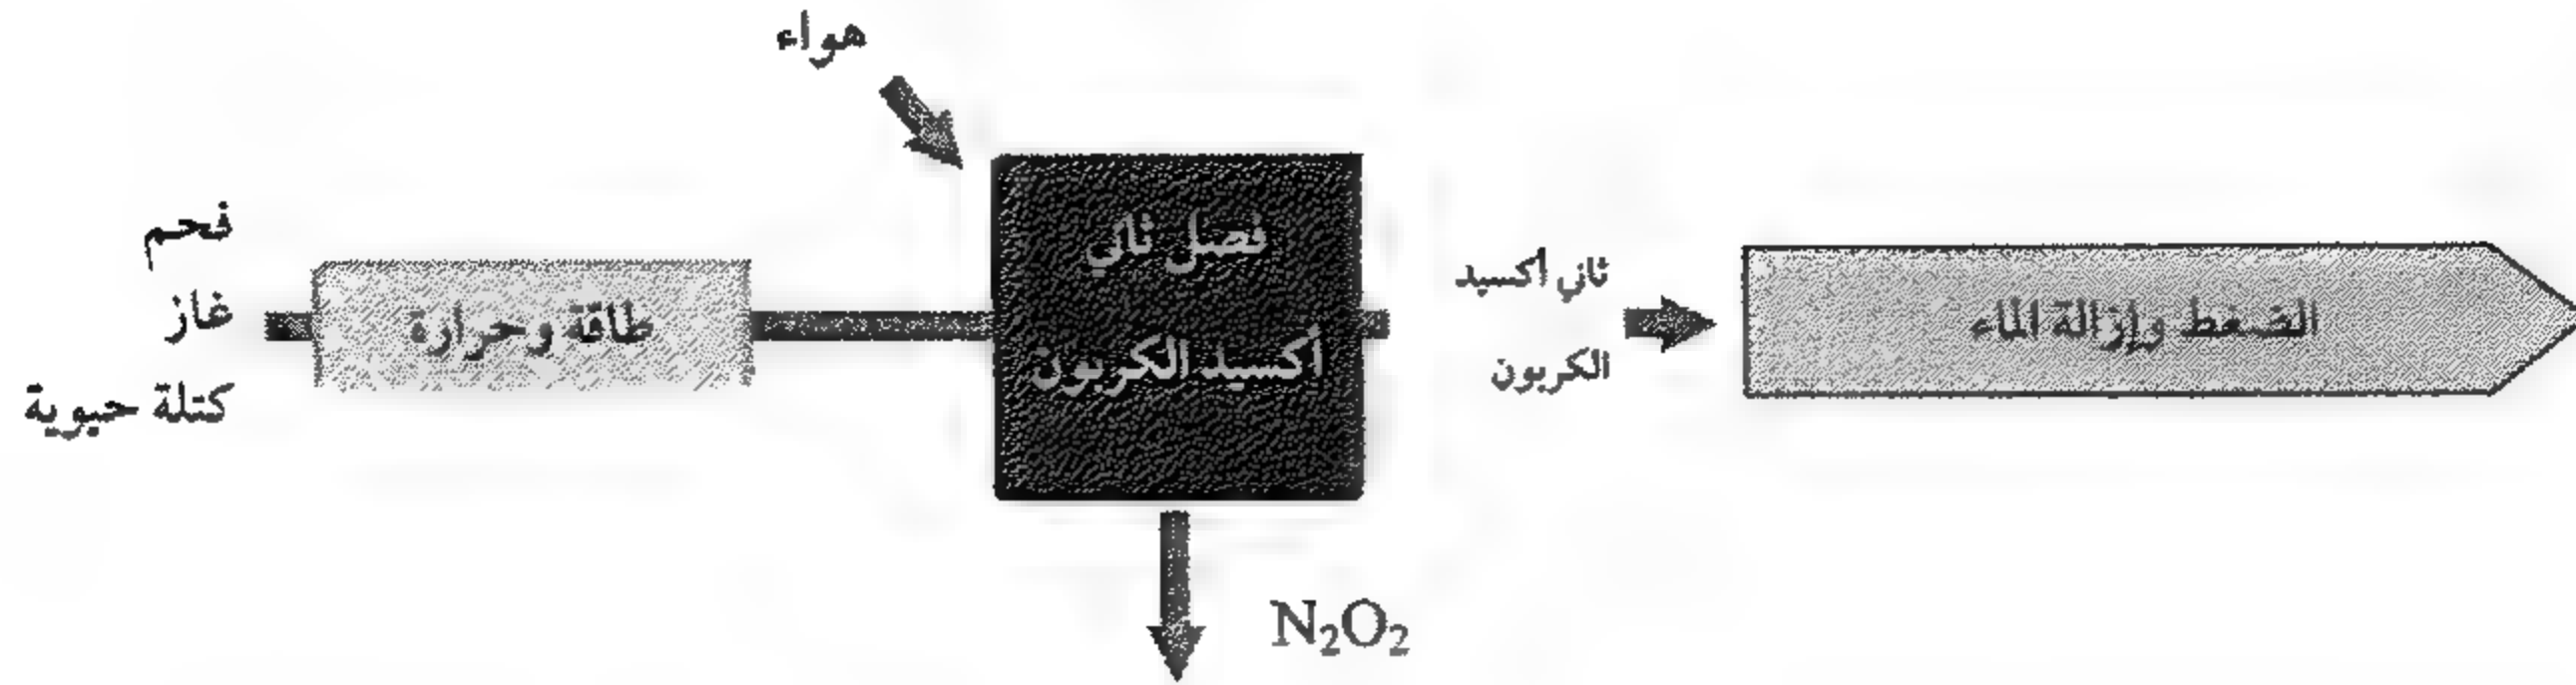 هواء
فحم
غاز
كتلة حيوية
طاقة وحرارة
فصل ثاني
أكسيد الكربون
ثاني أكسيد
الكربون
الضغط وإزالة الماء
N₂O₂